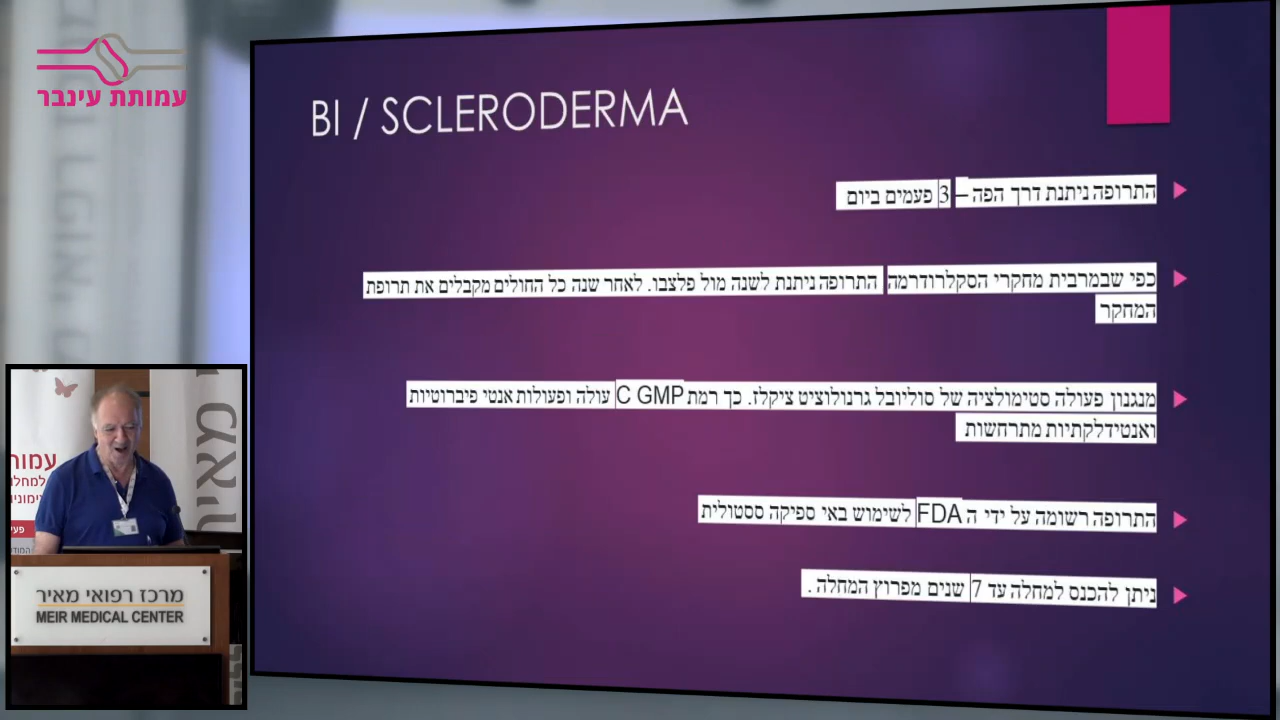 עמותת עינבר
BI / SCLERODERMA
התרופה ניתנת דרך הפה – 3 פעמים ביום
כפי שבמרבית מחקרי הסקלרודרמה התרופה ניתנת לשנה מול פלצבו. לאחר שנה כל החולים מקבלים את תרופת
המחקר
מנגנון פעולה סטימולציה של סוליובל גרנולוציט ציקלז. כך רמת C GMP עולה ופעולות אנטי פיברוטיות
ואנטידלקתיות מתרחשות
התרופה רשומה על ידי ה FDA לשימוש באי ספיקה ססטולית
ניתן להכנס למחלה עד 7 שנים מפרוץ המחלה .
מאיר
מרכז רפואי מאיר
MEIR MEDICAL CENTER